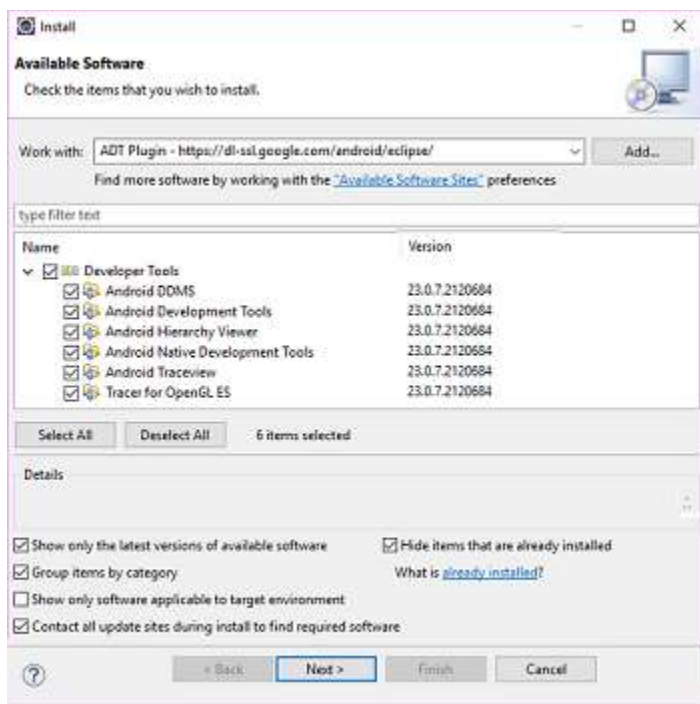 Install
Available Software
Check the items that you wish to install.
Work with: ADT Plugin - https://dl-ssl.google.com/android/eclipse/ Add...
Find more software by working with the "Available Software Sites" preferences
type filter text
Name Version
Developer Tools
Android DDMS 23.0.7.2120684
Android Development Tools 23.0.7.2120684
Android Hierarchy Viewer 23.0.7.2120684
Android Native Development Tools 23.0.7.2120684
Android Traceview 23.0.7.2120684
Tracer for OpenGL ES 23.0.7.2120684
Select All Deselect All 6 items selected
Details
Show only the latest versions of available software Hide items that are already installed
Group items by category What is already installed?
Show only software applicable to target environment
Contact all update sites during install to find required software
? < Back Next > Finish Cancel